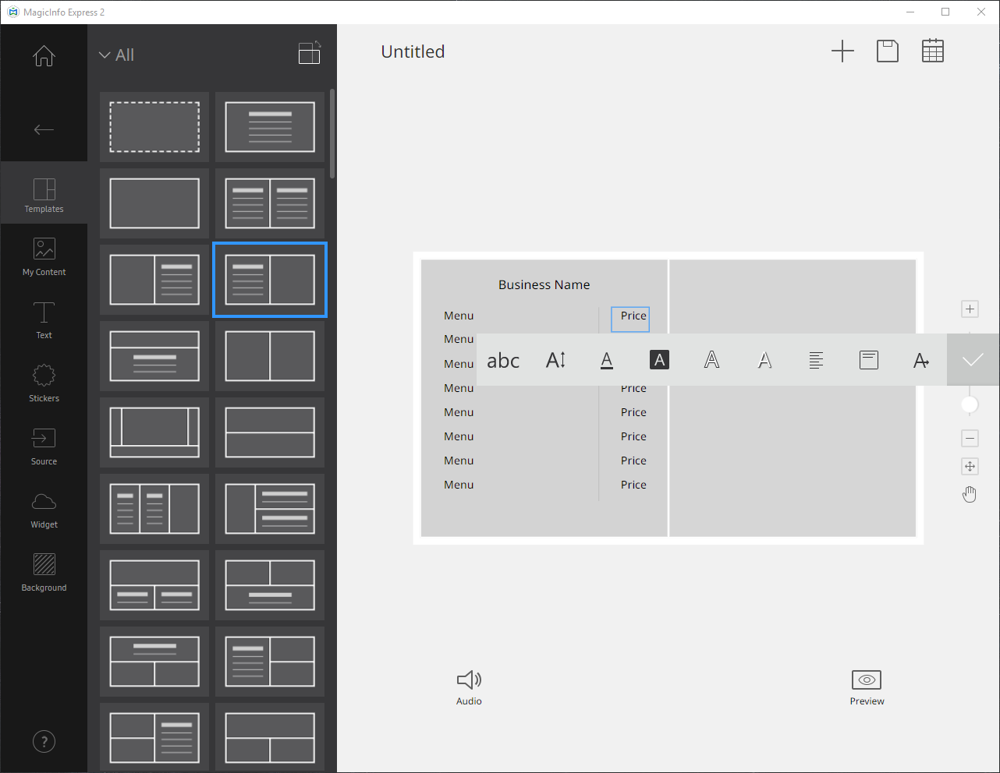 MagicInfo Express 2
All
Untitled
Templates
My Content
Text
Stickers
Source
Widget
Background
?
Business Name
Menu Price
Menu
Menu
Menu Price
Menu Price
Menu Price
Menu Price
Menu Price
abc A A A A A A
Audio
Preview